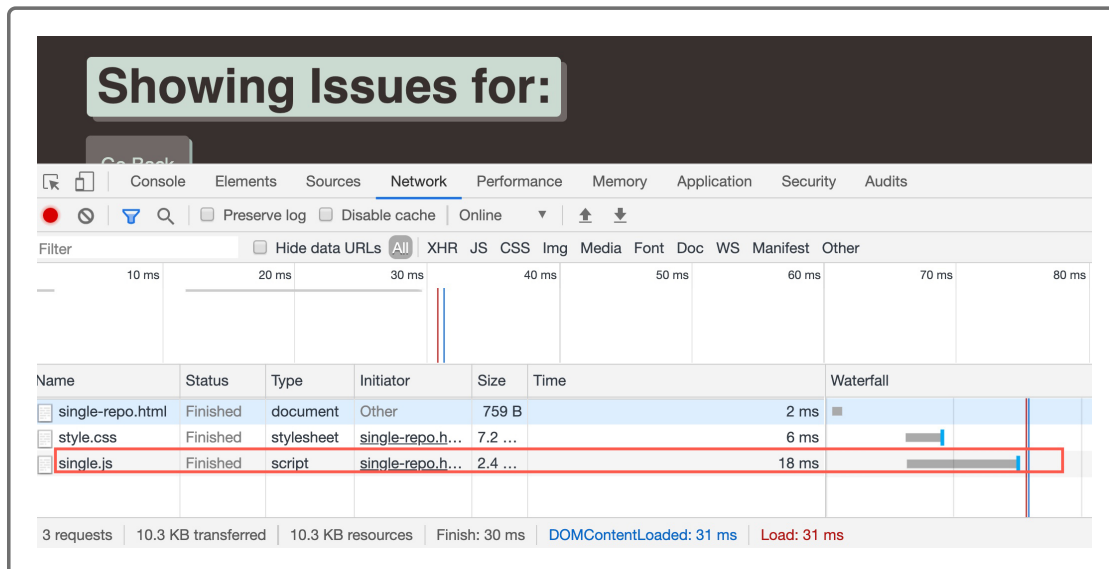 Showing Issues for:
Go Back
Console Elements Sources Network Performance Memory Application Security Audits
Preserve log Disable cache Online ▼
Filter Hide data URLs All XHR JS CSS Img Media Font Doc WS Manifest Other
10 ms 20 ms 30 ms 40 ms 50 ms 60 ms 70 ms 80 ms
Name Status Type Initiator Size Time Waterfall
single-repo.html Finished document Other 759 B 2 ms
style.css Finished stylesheet single-repo.h... 7.2 ... 6 ms
single.js Finished script single-repo.h... 2.4 ... 18 ms
3 requests 10.3 KB transferred 10.3 KB resources Finish: 30 ms DOMContentLoaded: 31 ms Load: 31 ms